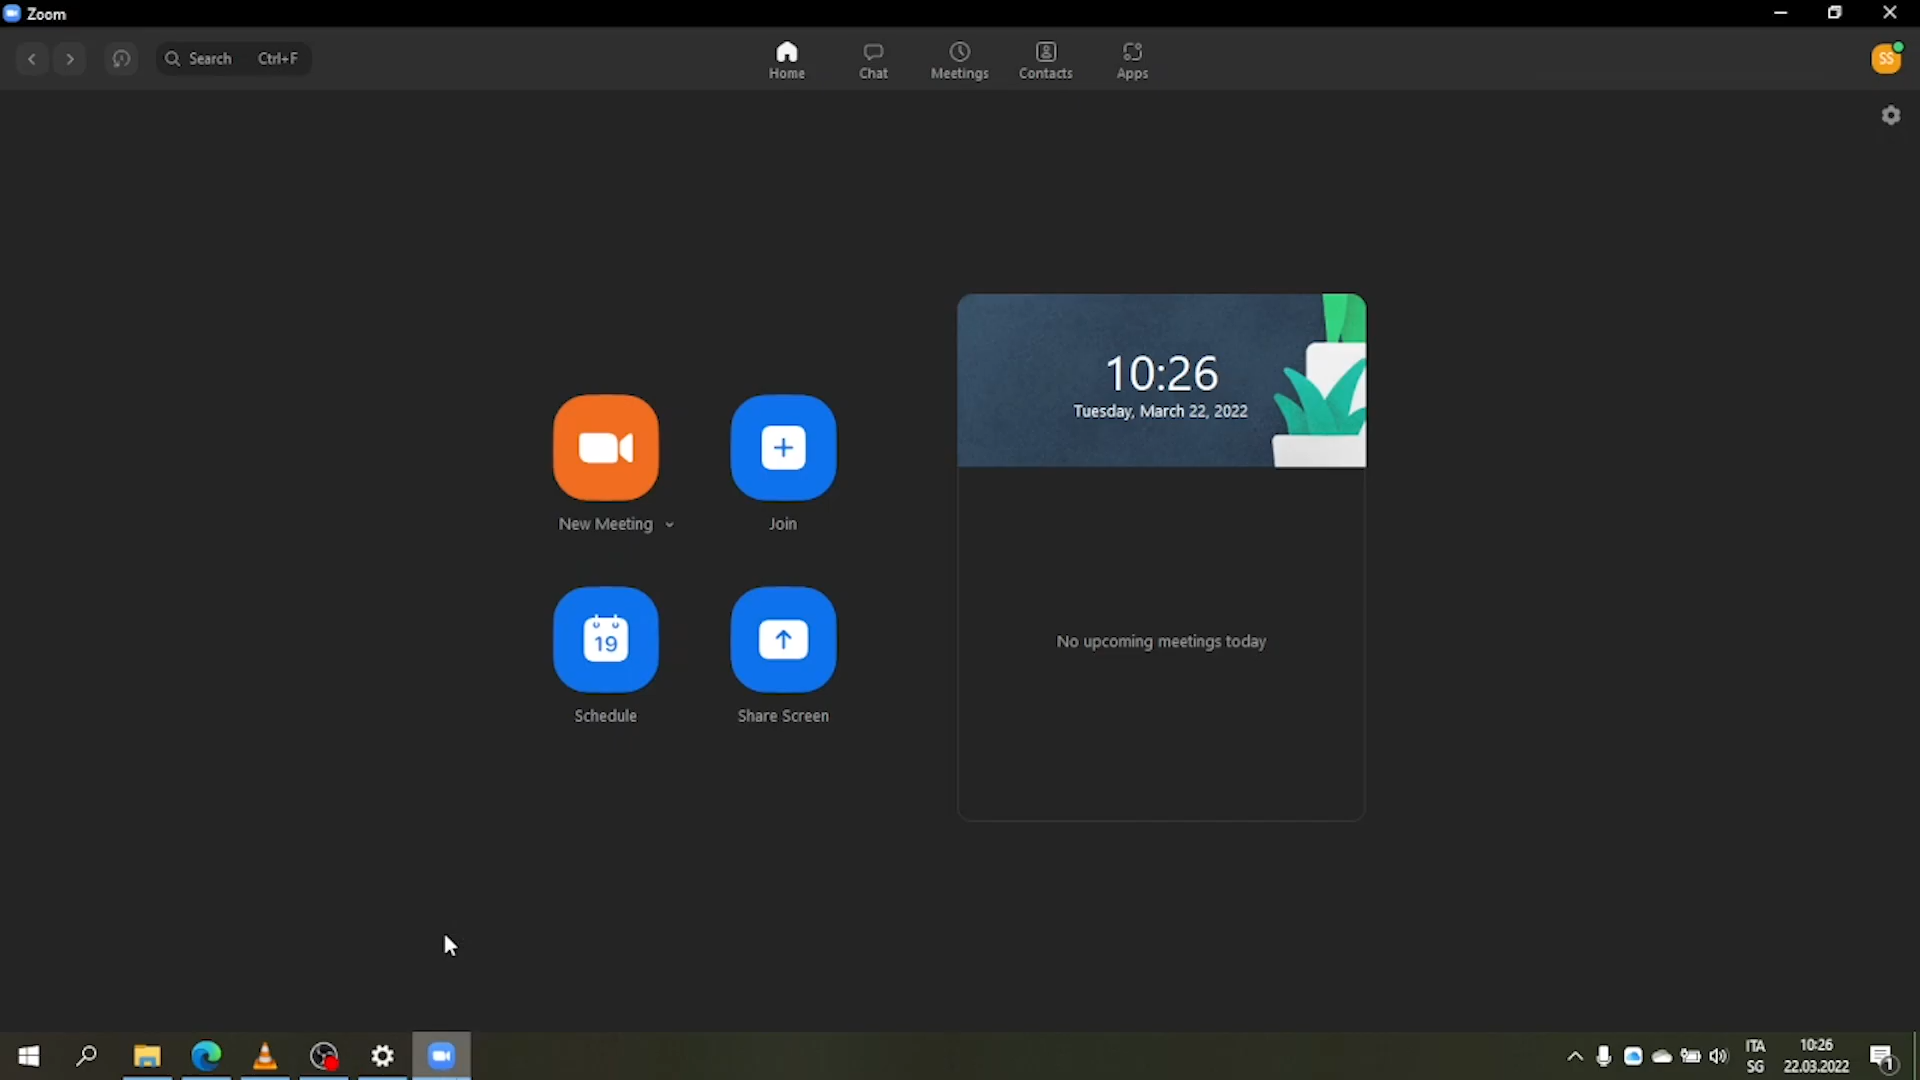 Zoom
Search Ctrl+F
Home
Chat
Meetings
Contacts
Apps
SS
10:26
Tuesday, March 22, 2022
New Meeting
Join
19
Schedule
Share Screen
No upcoming meetings today
ITA
SG
10:26
22.03.2022
1